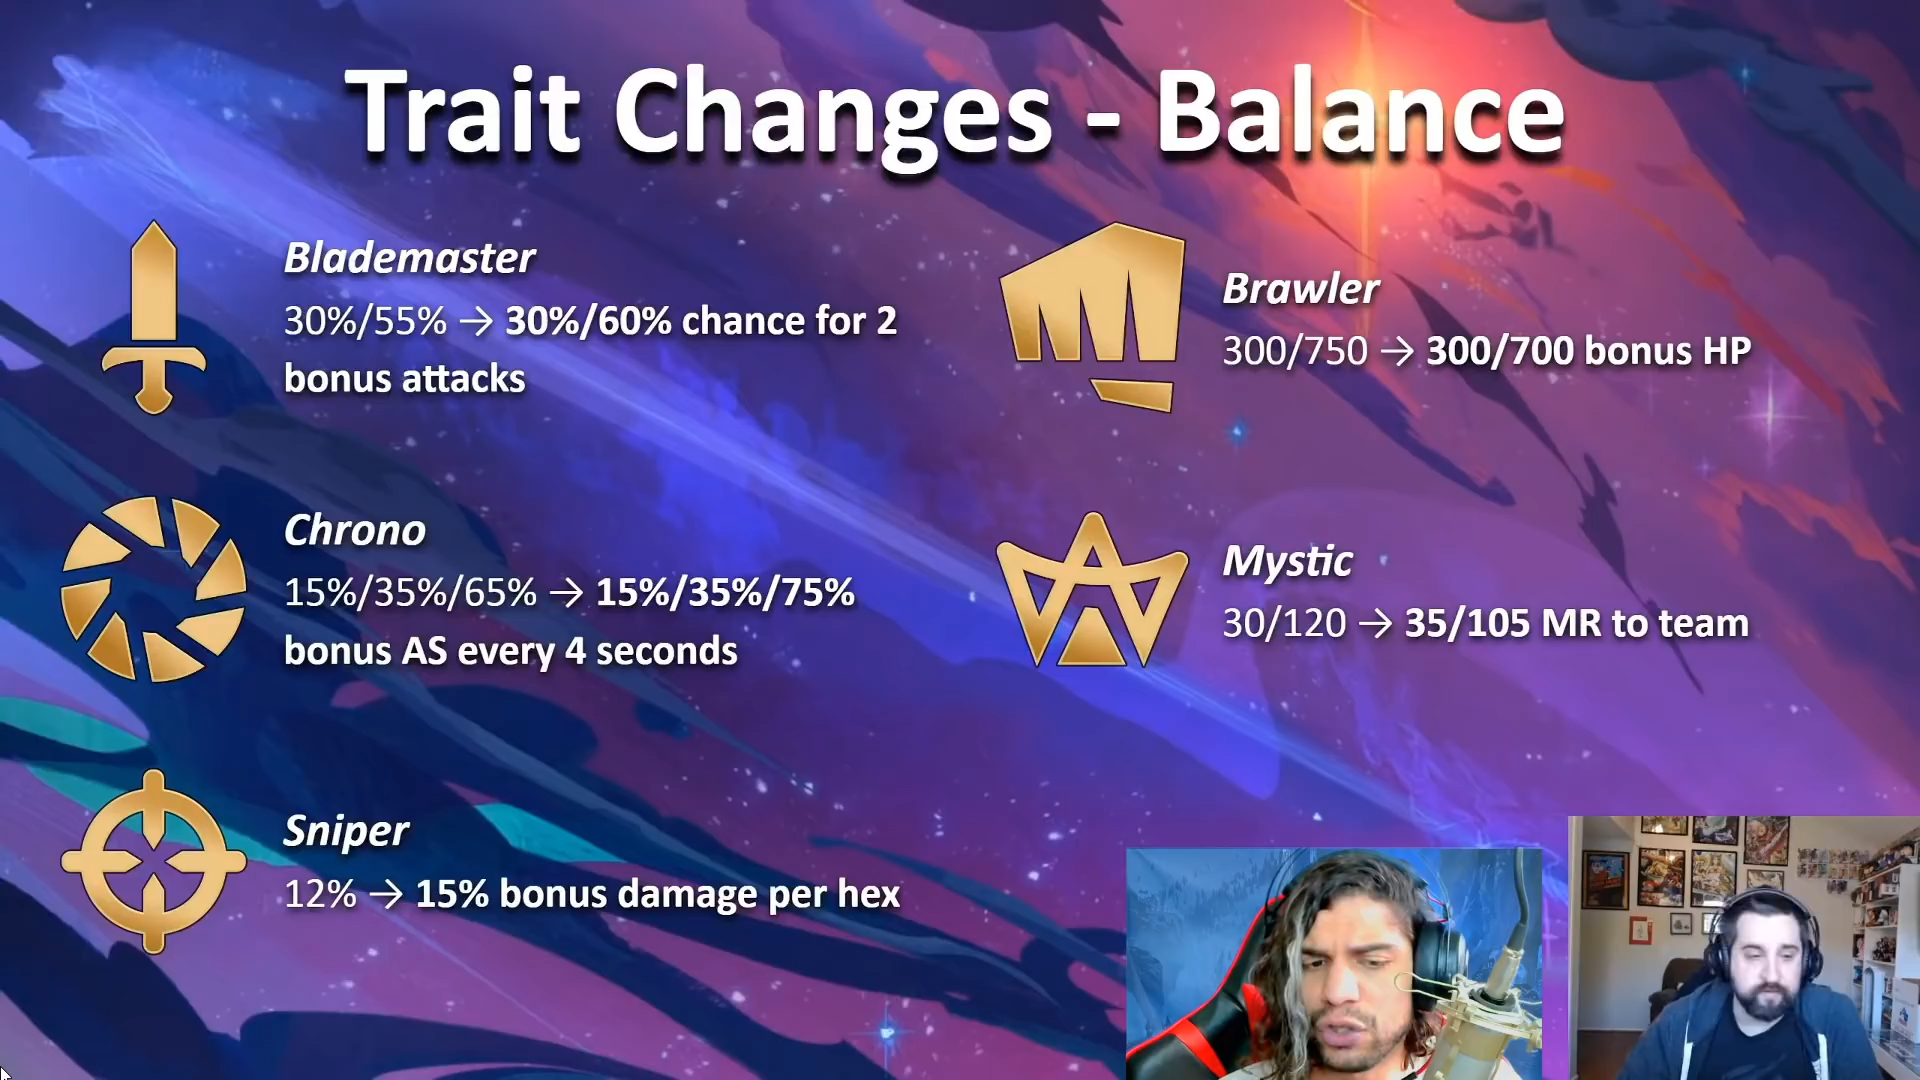 Trait Changes - Balance
Blademaster
30%/55% → 30%/60% chance for 2
bonus attacks
Chrono
15%/35%/65% → 15%/35%/75%
bonus AS every 4 seconds
Sniper
12% → 15% bonus damage per hex
Brawler
300/750 → 300/700 bonus HP
Mystic
30/120 → 35/105 MR to team